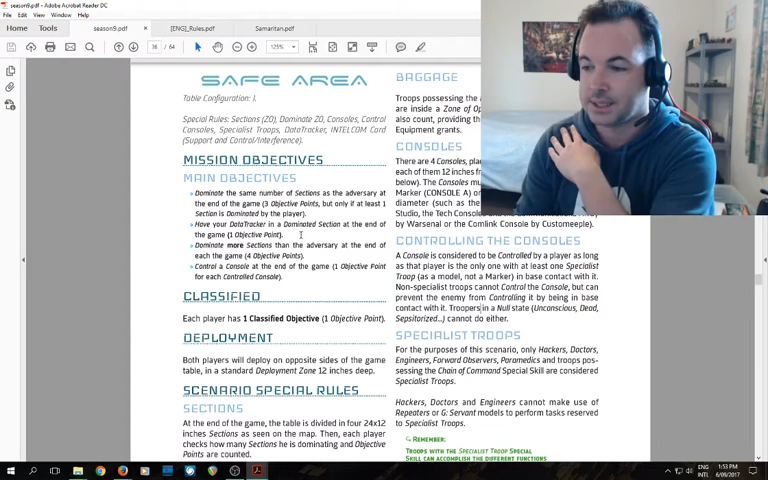 season9.pdf - Adobe Acrobat Reader DC
File Edit View Window Help
Home
Tools
season9.pdf
[ENG]_Rules.pdf
Samaritan.pdf
36 / 64
125%
SAFE AREA
Table Configuration: I.
Special Rules: Sections (ZO), Dominate ZO, Consoles, Control
Consoles, Specialist Troops, DataTracker, INTELCOM Card
(Support and Control/Interference).
MISSION OBJECTIVES
MAIN OBJECTIVES
Dominate the same number of Sections as the adversary at
the end of the game (3 Objective Points, but only if at least 1
Section is Dominated by the player).
Have your DataTracker in a Dominated Section at the end of
the game (1 Objective Point).
Dominate more Sections than the adversary at the end of
each the game (4 Objective Points).
Control a Console at the end of the game (1 Objective Point
for each Controlled Console).
CLASSIFIED
Each player has 1 Classified Objective (1 Objective Point).
DEPLOYMENT
Both players will deploy on opposite sides of the game
table, in a standard Deployment Zone 12 inches deep.
SCENARIO SPECIAL RULES
SECTIONS
At the end of the game, the table is divided in four 24x12
inches Sections as seen on the map. Then, each player
checks how many Sections he is dominating and Objective
Points are counted.
BAGGAGE
Troops possessing the
are inside a Zone of Op
also count, providing the
Equipment grants.
CONSOLES
There are 4 Consoles, plac
each of them 12 inches fr
below). The Consoles mu
Marker (CONSOLE A) or
diameter (such as the
Studio, the Tech Consol
by Warsenal or the Comlink Console by Customeeple).
CONTROLLING THE CONSOLES
A Console is considered to be Controlled by a player as long
as that player is the only one with at least one Specialist
Troop (as a model, not a Marker) in base contact with it.
Non-specialist troops cannot Control the Console, but can
prevent the enemy from Controlling it by being in base
contact with it. Troopers in a Null state (Unconscious, Dead,
Sepsitorized...) cannot do either.
SPECIALIST TROOPS
For the purposes of this scenario, only Hackers, Doctors,
Engineers, Forward Observers, Paramedics and troops pos-
sessing the Chain of Command Special Skill are considered
Specialist Troops.
Hackers, Doctors and Engineers cannot make use of
Repeaters or G: Servant models to perform tasks reserved
to Specialist Troops.
REMEMBER:
TROOPS WITH THE SPECIALIST TROOP SPECIAL
SKILL CAN ACCOMPLISH THE DIFFERENT FUNCTIONS
ENG
INTL
1:53 PM
6/09/2017